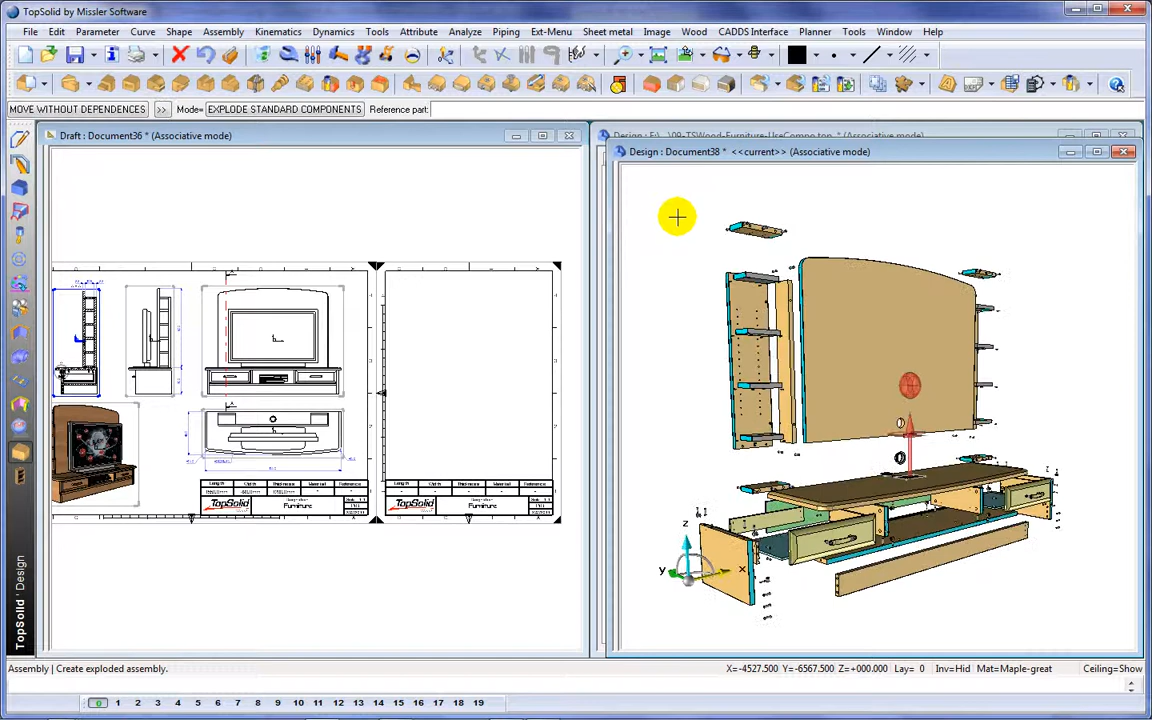 TopSolid by Missler Software
File Edit Parameter Curve Shape Assembly Kinematics Dynamics Tools Attribute Analyze Piping Ext-Menu Sheet metal Image Wood CADDS Interface Planner Tools Window Help
MOVE WITHOUT DEPENDENCES >> Mode= EXPLODE STANDARD COMPONENTS Reference part:
Draft : Document36 * (Associative mode)
Design : Document38 * <<current>> (Associative mode)
TopSolid
Furniture
TopSolid
Furniture
z
y
x
TopSolid ' Design
Assembly | Create exploded assembly. X=-4527.500 Y=-6567.500 Z=+000.000 Lay= 0 Inv=Hid Mat=Maple-great Ceiling=Show
0 1 2 3 4 5 6 7 8 9 10 11 12 13 14 15 16 17 18 19